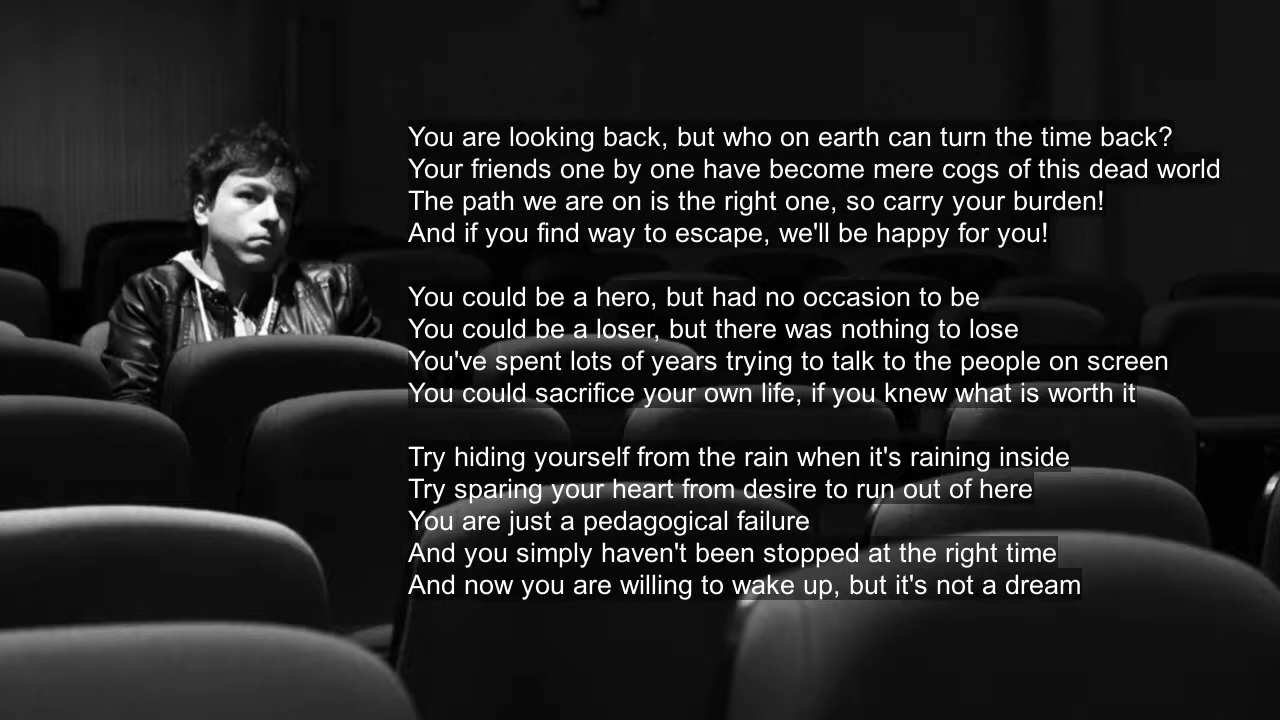 You are looking back, but who on earth can turn the time back?
Your friends one by one have become mere cogs of this dead world
The path we are on is the right one, so carry your burden!
And if you find way to escape, we'll be happy for you!
You could be a hero, but had no occasion to be
You could be a loser, but there was nothing to lose
You've spent lots of years trying to talk to the people on screen
You could sacrifice your own life, if you knew what is worth it
Try hiding yourself from the rain when it's raining inside
Try sparing your heart from desire to run out of here
You are just a pedagogical failure
And you simply haven't been stopped at the right time
And now you are willing to wake up, but it's not a dream